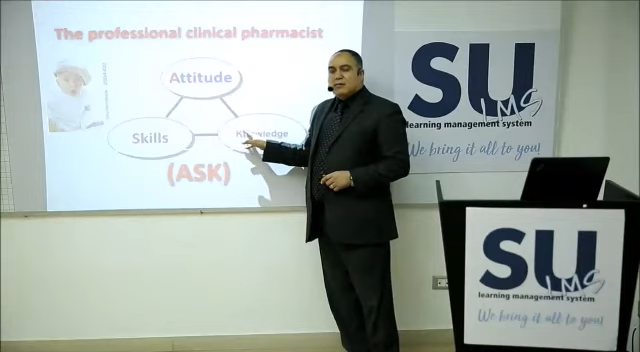 The professional clinical pharmacist
Attitude
Skills
Knowledge
(ASK)
SU
LMS
learning management system
We bring it all to you!
SU
LMS
learning management system
We bring it all to you!